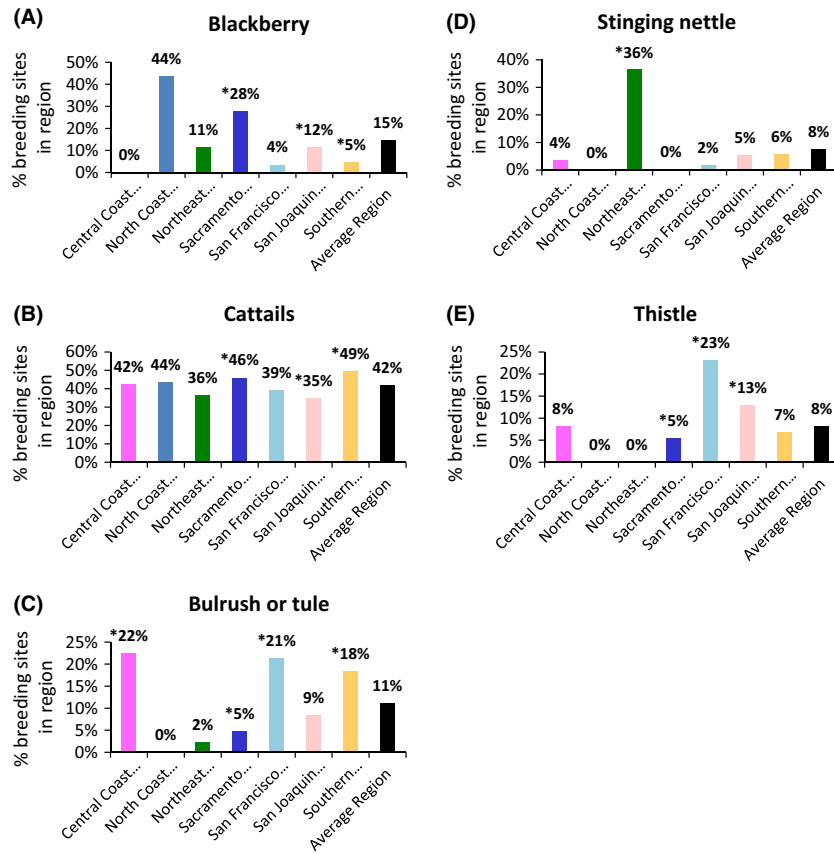 (A)
Blackberry
% breeding sites
in region
50%
40%
30%
20%
10%
0%
0%
44%
11%
*28%
4%
*12%
*5%
15%
Central Coast...
North Coast...
Northeast...
Sacramento...
San Francisco...
San Joaquin...
Southern...
Average Region
(B)
Cattails
% breeding sites
in region
60%
50%
40%
30%
20%
10%
0%
42%
44%
36%
*46%
39%
*35%
*49%
42%
Central Coast...
North Coast...
Northeast...
Sacramento...
San Francisco...
San Joaquin...
Southern...
Average Region
(C)
Bulrush or tule
% breeding sites
in region
25%
20%
15%
10%
5%
0%
*22%
0%
2%
*5%
*21%
9%
*18%
11%
Central Coast...
North Coast...
Northeast...
Sacramento...
San Francisco...
San Joaquin...
Southern...
Average Region
(D)
Stinging nettle
% breeding sites
in region
40%
30%
20%
10%
0%
4%
0%
*36%
0%
2%
5%
6%
8%
Central Coast...
North Coast...
Northeast...
Sacramento...
San Francisco...
San Joaquin...
Southern...
Average Region
(E)
Thistle
% breeding sites
in region
25%
20%
15%
10%
5%
0%
8%
0%
0%
*5%
*23%
*13%
7%
8%
Central Coast...
North Coast...
Northeast...
Sacramento...
San Francisco...
San Joaquin...
Southern...
Average Region